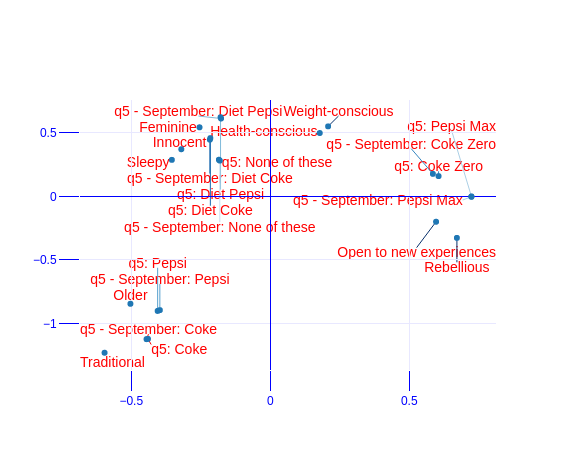 q5 - September: Diet Pepsi
Weight-conscious
q5: Pepsi Max
Feminine
Health-conscious
0.5
Innocent
q5 - September: Coke Zero
Sleepy
q5: None of these
q5: Coke Zero
q5 - September: Diet Coke
q5: Diet Pepsi
0
q5 - September: Pepsi Max
q5: Diet Coke
q5 - September: None of these
Open to new experiences
−0.5
q5: Pepsi
Rebellious
q5 - September: Pepsi
Older
−1
q5 - September: Coke
q5: Coke
Traditional
−0.5
0
0.5